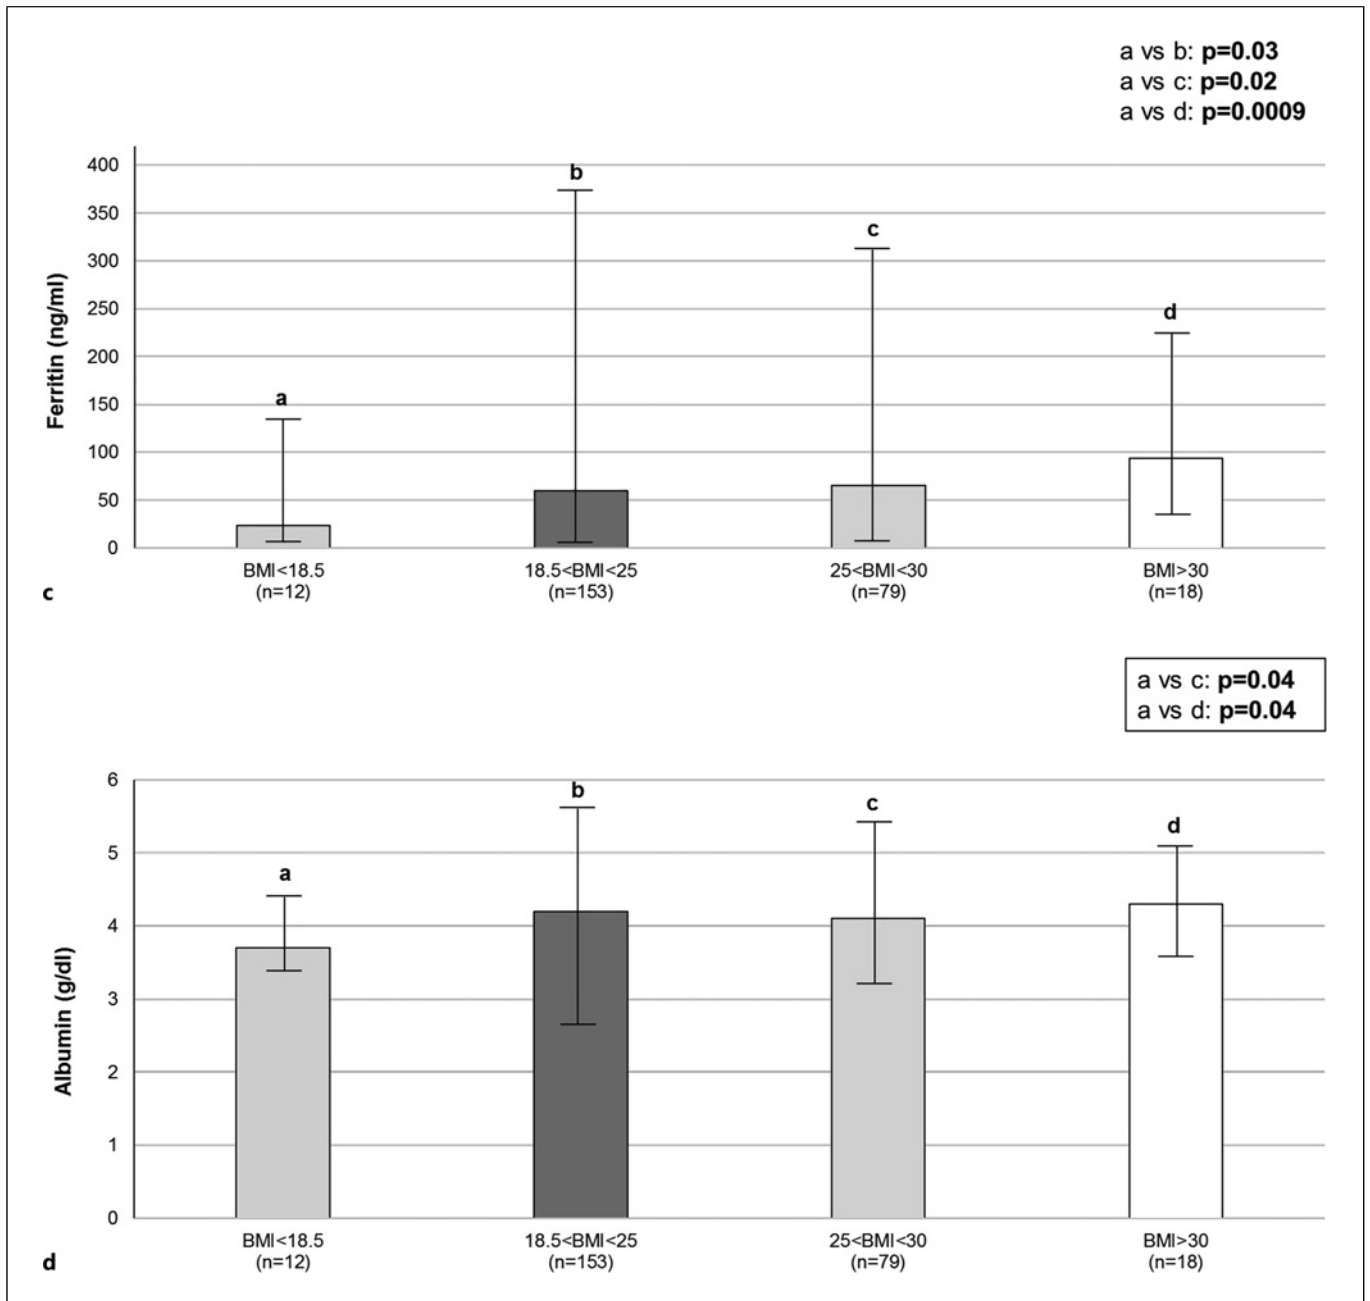 a vs b: p=0.03
a vs c: p=0.02
a vs d: p=0.0009
400
350
300
250
200
150
100
50
0
Ferritin (ng/ml)
a
b
c
d
BMI<18.5
(n=12)
18.5<BMI<25
(n=153)
25<BMI<30
(n=79)
BMI>30
(n=18)
c
a vs c: p=0.04
a vs d: p=0.04
6
5
4
3
2
1
0
Albumin (g/dl)
a
b
c
d
BMI<18.5
(n=12)
18.5<BMI<25
(n=153)
25<BMI<30
(n=79)
BMI>30
(n=18)
d